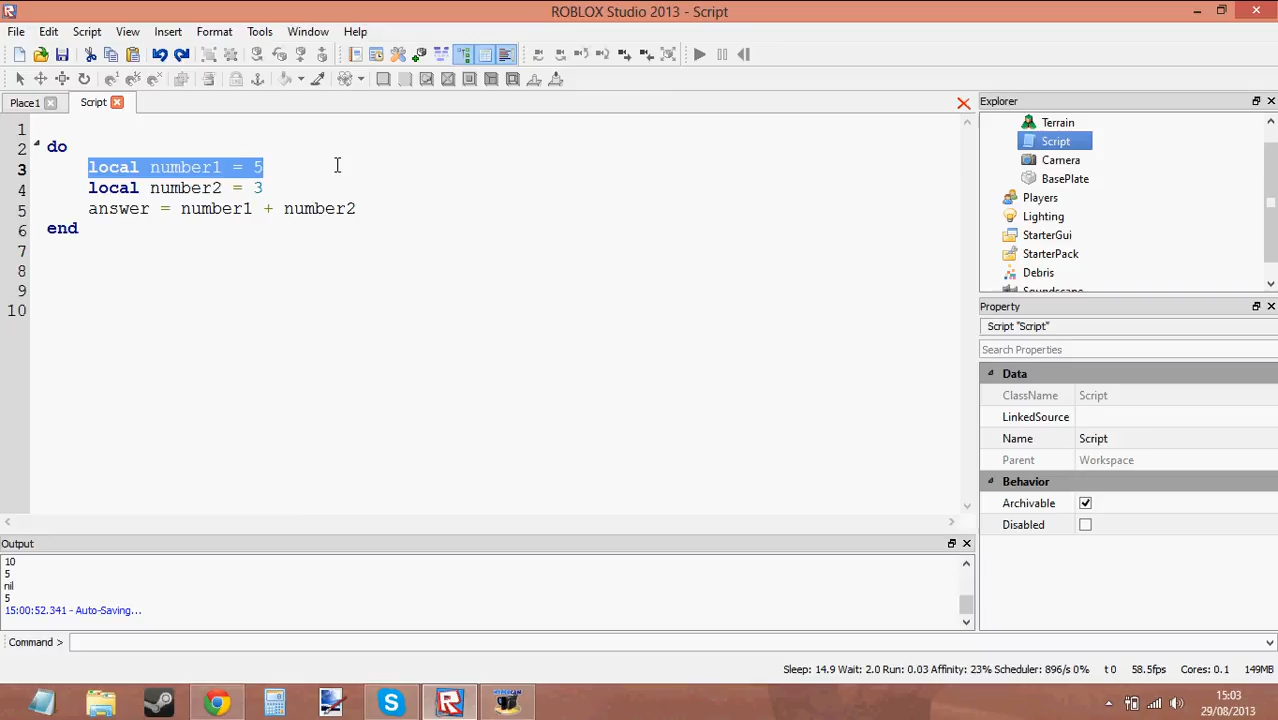 ROBLOX Studio 2013 - Script
File Edit Script View Insert Format Tools Window Help
Place1 Script
1
2 do
3 local number1 = 5
4 local number2 = 3
5 answer = number1 + number2
6 end
7
8
9
10
Explorer
Terrain
Script
Camera
BasePlate
Players
Lighting
StarterGui
StarterPack
Debris
Soundscape
Property
Script "Script"
Search Properties
Data
ClassName Script
LinkedSource
Name Script
Parent Workspace
Behavior
Archivable
Disabled
Output
10
5
nil
5
15:00:52.341 - Auto-Saving...
Command >
Sleep: 14.9 Wait: 2.0 Run: 0.03 Affinity: 23% Scheduler: 896/s 0% t 0 58.5fps Cores: 0.1 149MB
15:03
29/08/2013